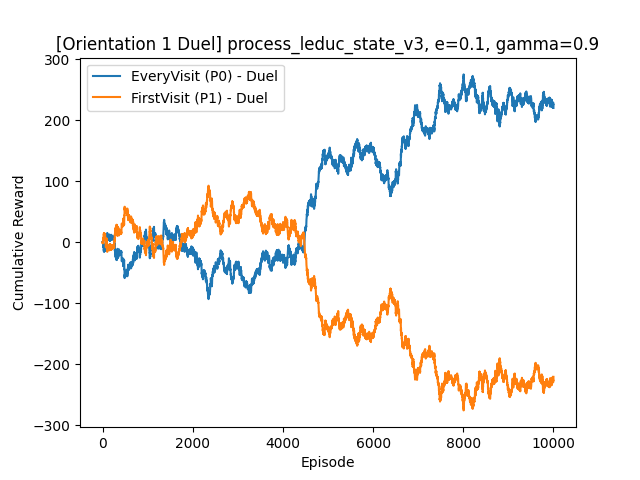 [Orientation 1 Duel] process_leduc_state_v3, e=0.1, gamma=0.9
EveryVisit (P0) - Duel
FirstVisit (P1) - Duel
300
200
100
0
−100
−200
−300
Cumulative Reward
0 2000 4000 6000 8000 10000
Episode